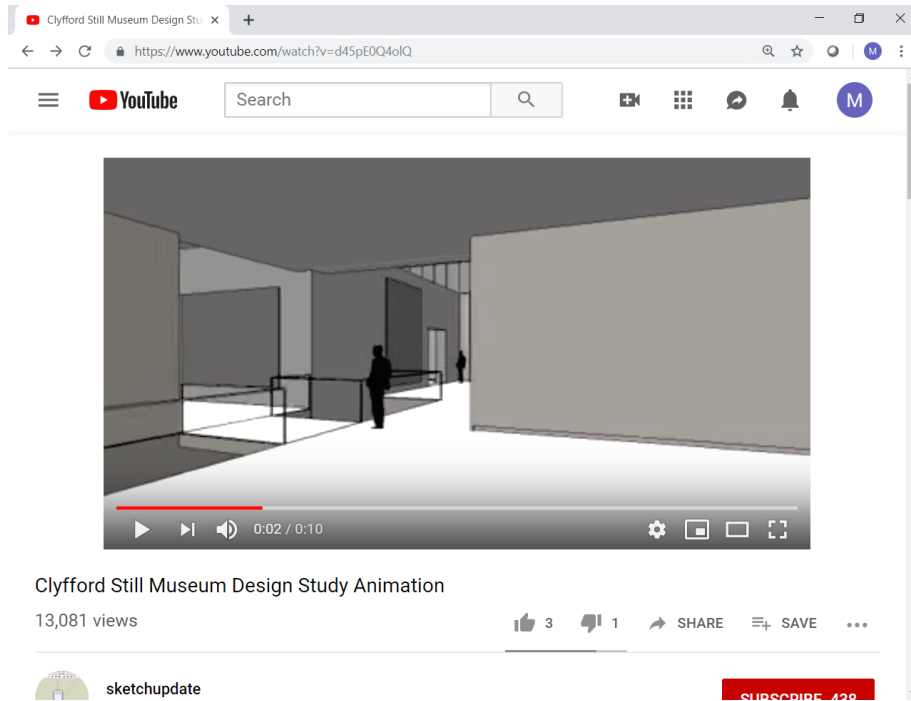 Clyfford Still Museum Design Stu
https://www.youtube.com/watch?v=d45pE0Q4olQ
M
YouTube
Search
M
0:02 / 0:10
Clyfford Still Museum Design Study Animation
13,081 views
3 1 SHARE SAVE
sketchupdate
SUBSCRIBE 438